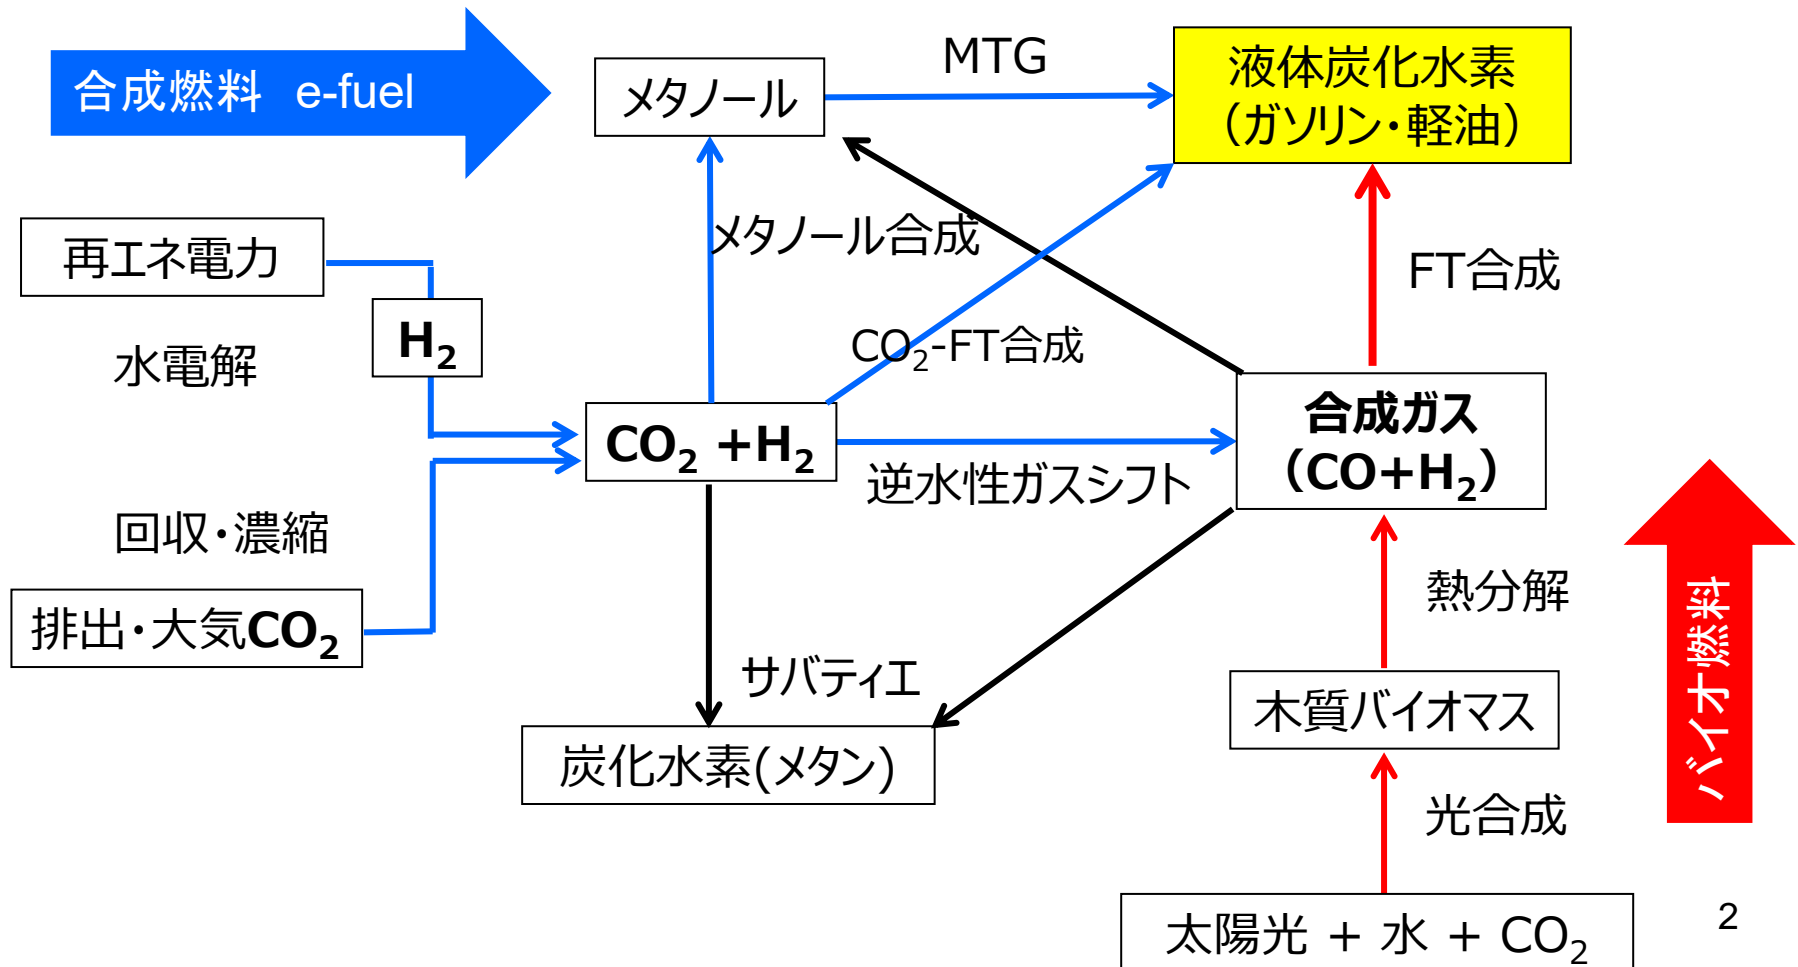 合成燃料 e-fuel
メタノール
MTG
液体炭化水素
（ガソリン・軽油）
再エネ電力
メタノール合成
FT合成
水電解
H₂
CO₂-FT合成
CO₂ +H₂
合成ガス
（CO+H₂）
逆水性ガスシフト
回収・濃縮
排出・大気CO₂
熱分解
サバティエ
木質バイオマス
バイオ燃料
炭化水素(メタン)
光合成
太陽光 + 水 + CO₂
2